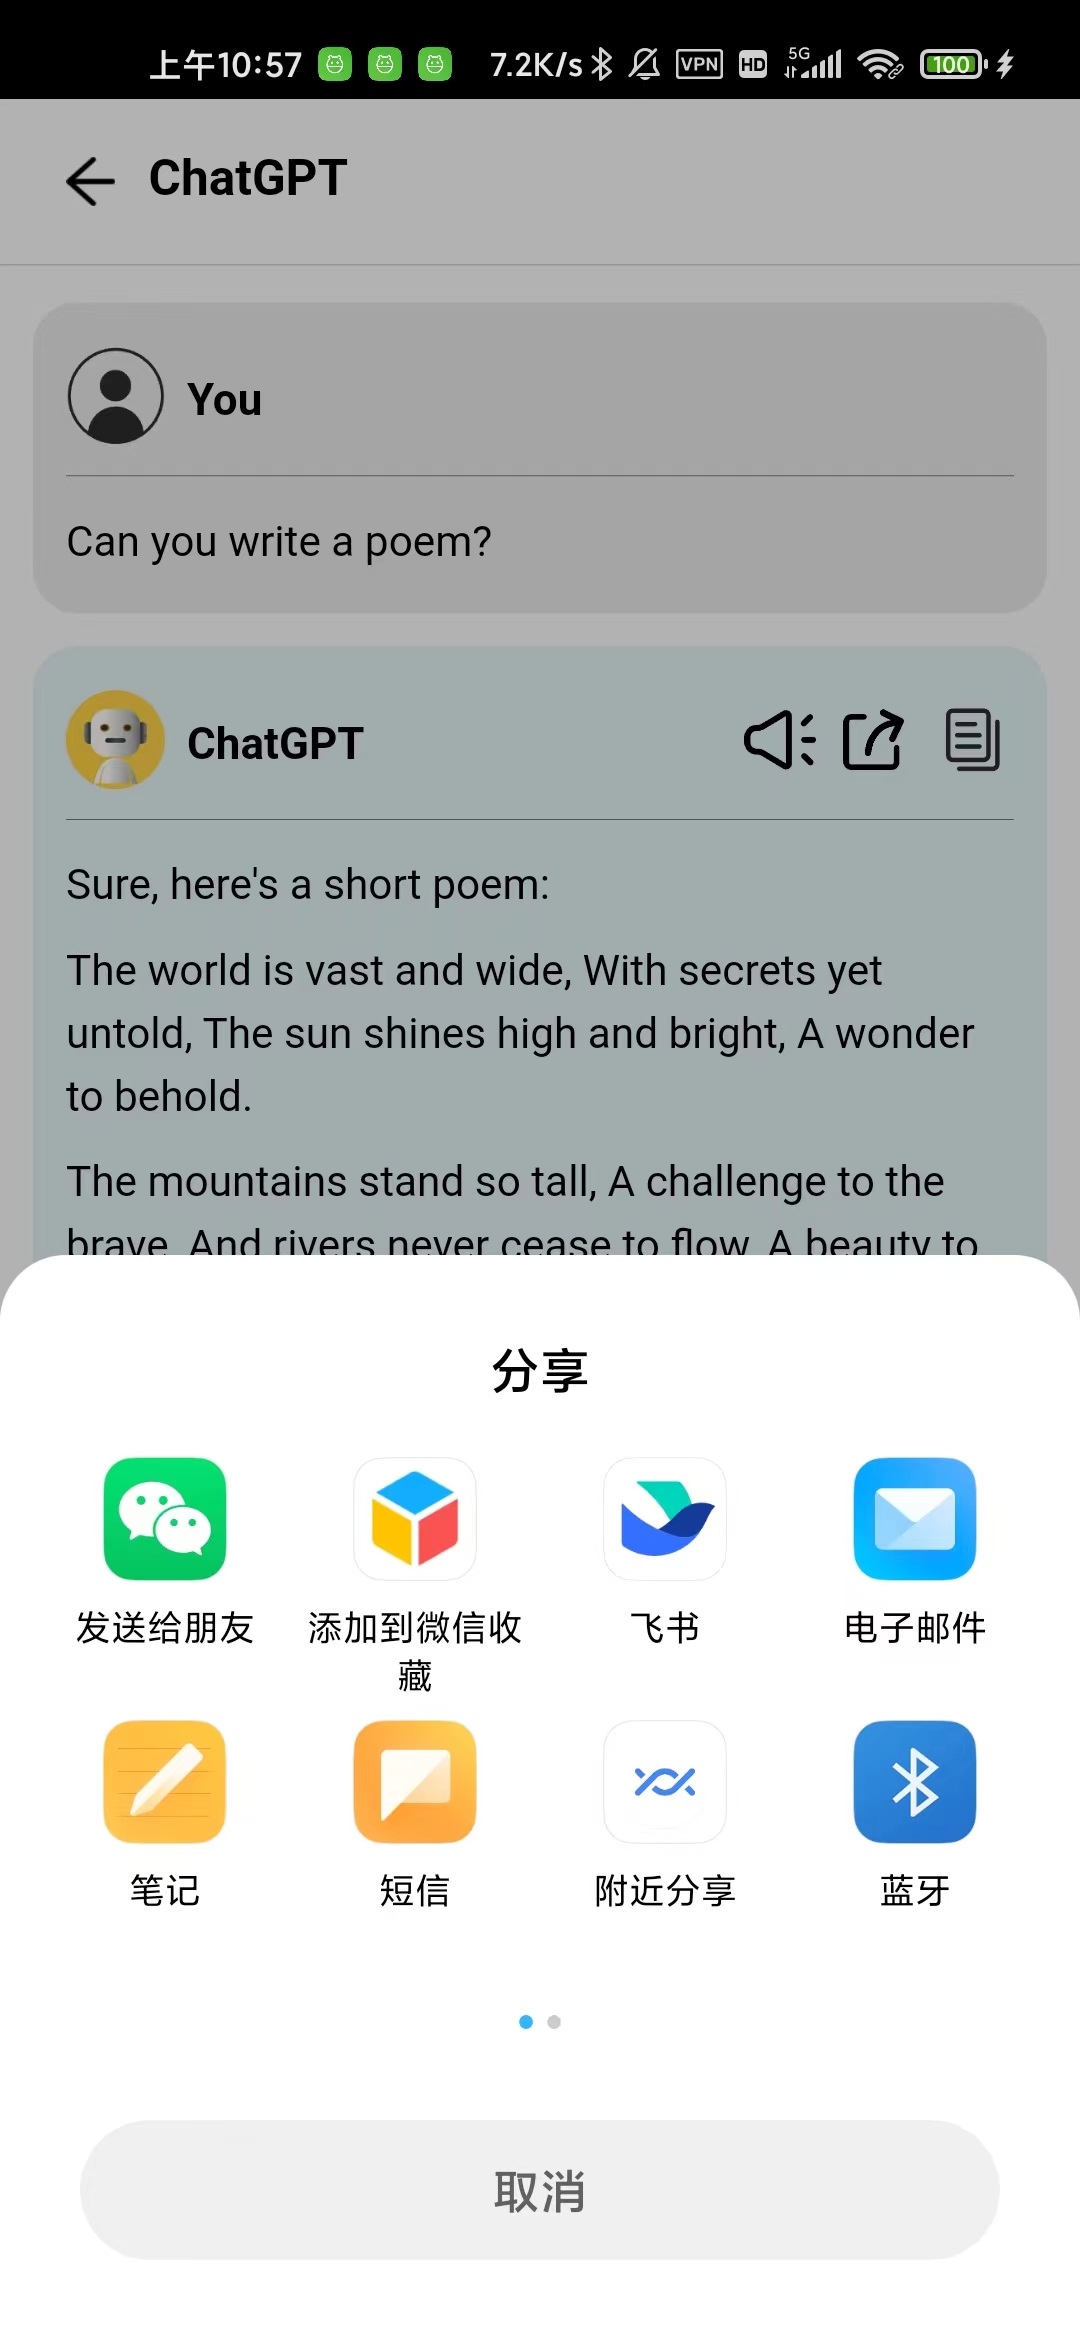 上午10:57 7.2K/s VPN HD 5G 100
ChatGPT
You
Can you write a poem?
ChatGPT
Sure, here's a short poem:
The world is vast and wide, With secrets yet
untold, The sun shines high and bright, A wonder
to behold.
The mountains stand so tall, A challenge to the
brave, And rivers never cease to flow, A beauty to
分享
发送给朋友
添加到微信收
藏
飞书
电子邮件
笔记
短信
附近分享
蓝牙
取消